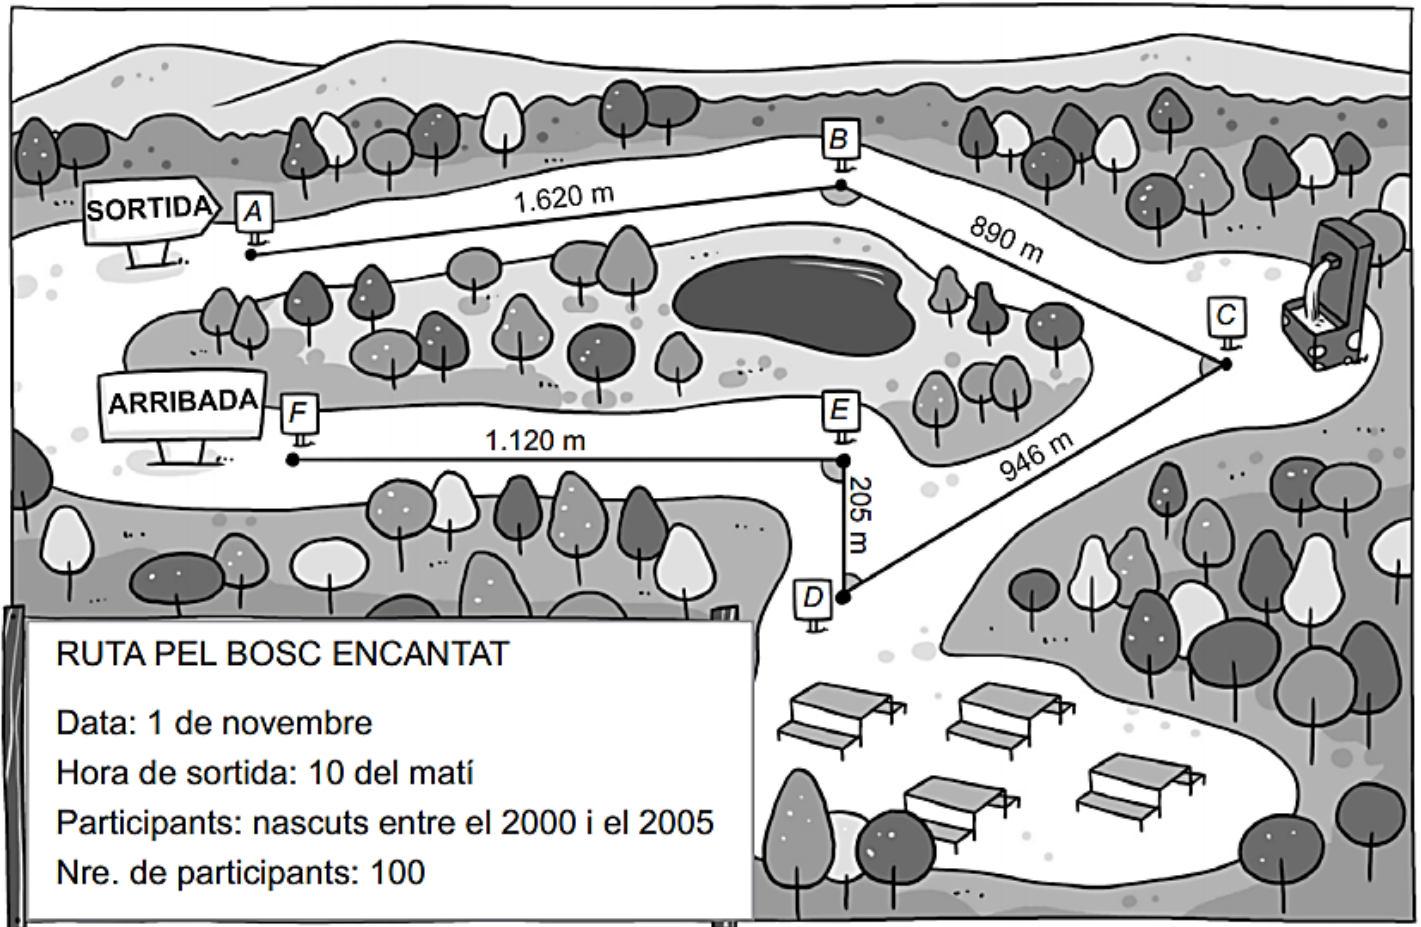 B
SORTIDA
A
1.620 m
890 m
C
ARRIBADA
F
E
1.120 m
946 m
205 m
D
RUTA PEL BOSC ENCANTAT
Data: 1 de novembre
Hora de sortida: 10 del matí
Participants: nascuts entre el 2000 i el 2005
Nre. de participants: 100